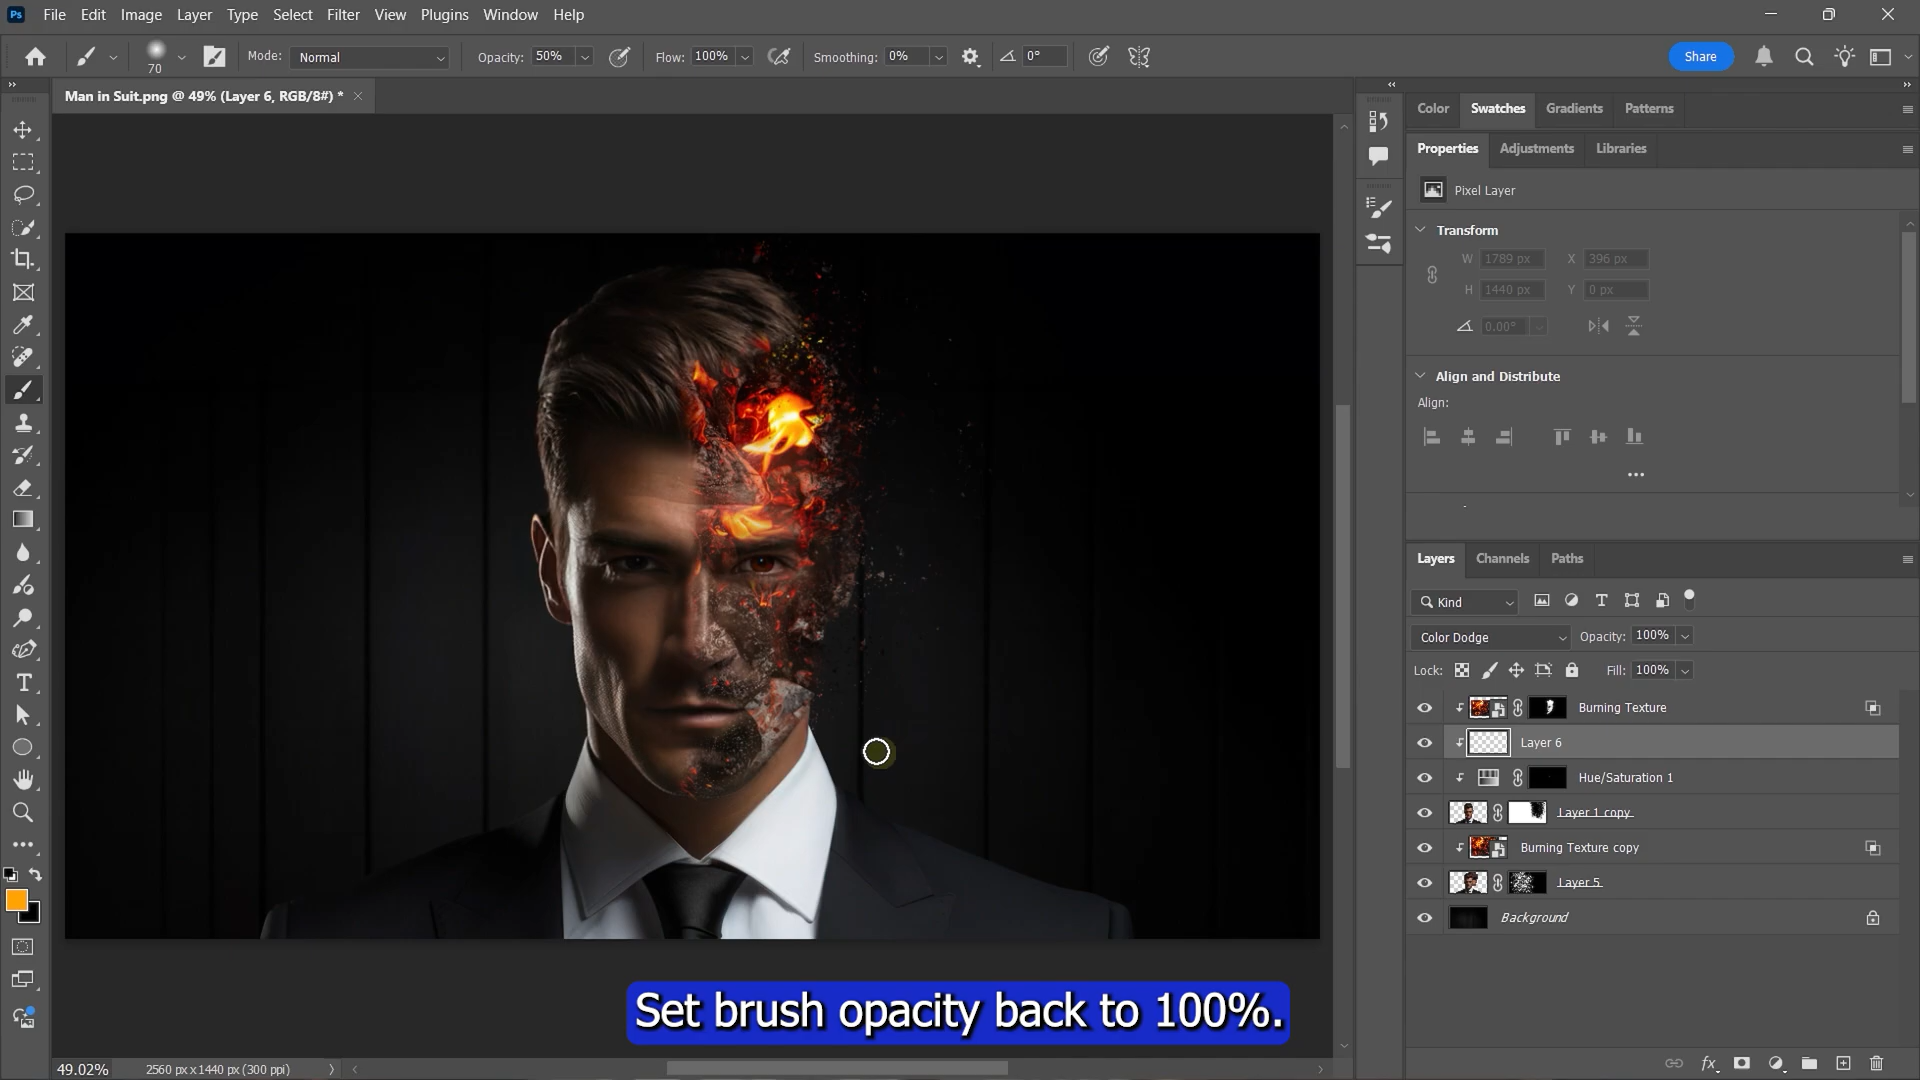 Ps File Edit Image Layer Type Select Filter View Plugins Window Help
70 Mode: Normal Opacity: 50% Flow: 100% Smoothing: 0% 0° Share
Man in Suit.png @ 49% (Layer 6, RGB/8#) *
Color Swatches Gradients Patterns
Properties Adjustments Libraries
Pixel Layer
Transform
W 1789 px X 396 px
H 1440 px Y 0 px
0.00°
Align and Distribute
Align:
Layers Channels Paths
Kind
Color Dodge Opacity: 100%
Lock: Fill: 100%
Burning Texture
Layer 6
Hue/Saturation 1
Layer 1 copy
Burning Texture copy
Layer 5
Background
fx
Set brush opacity back to 100%.
49.02% 2560 px x 1440 px (300 ppi)